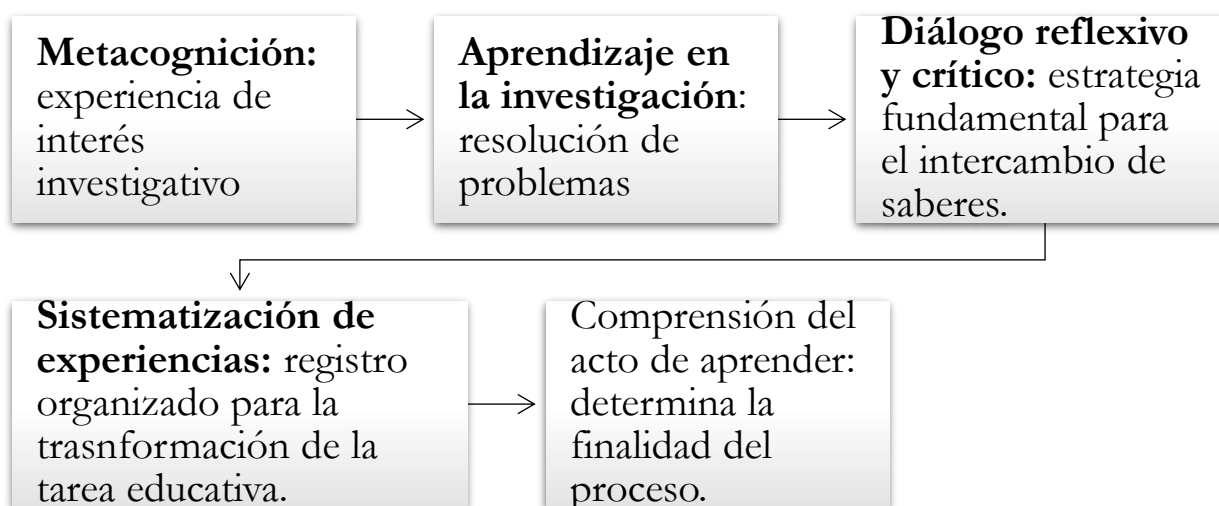 Metacognición:
experiencia de
interés
investigativo
Aprendizaje en
la investigación:
resolución de
problemas
Diálogo reflexivo
y crítico: estrategia
fundamental para
el intercambio de
saberes.
Sistematización de
experiencias: registro
organizado para la
trasnformación de la
tarea educativa.
Comprensión del
acto de aprender:
determina la
finalidad del
proceso.